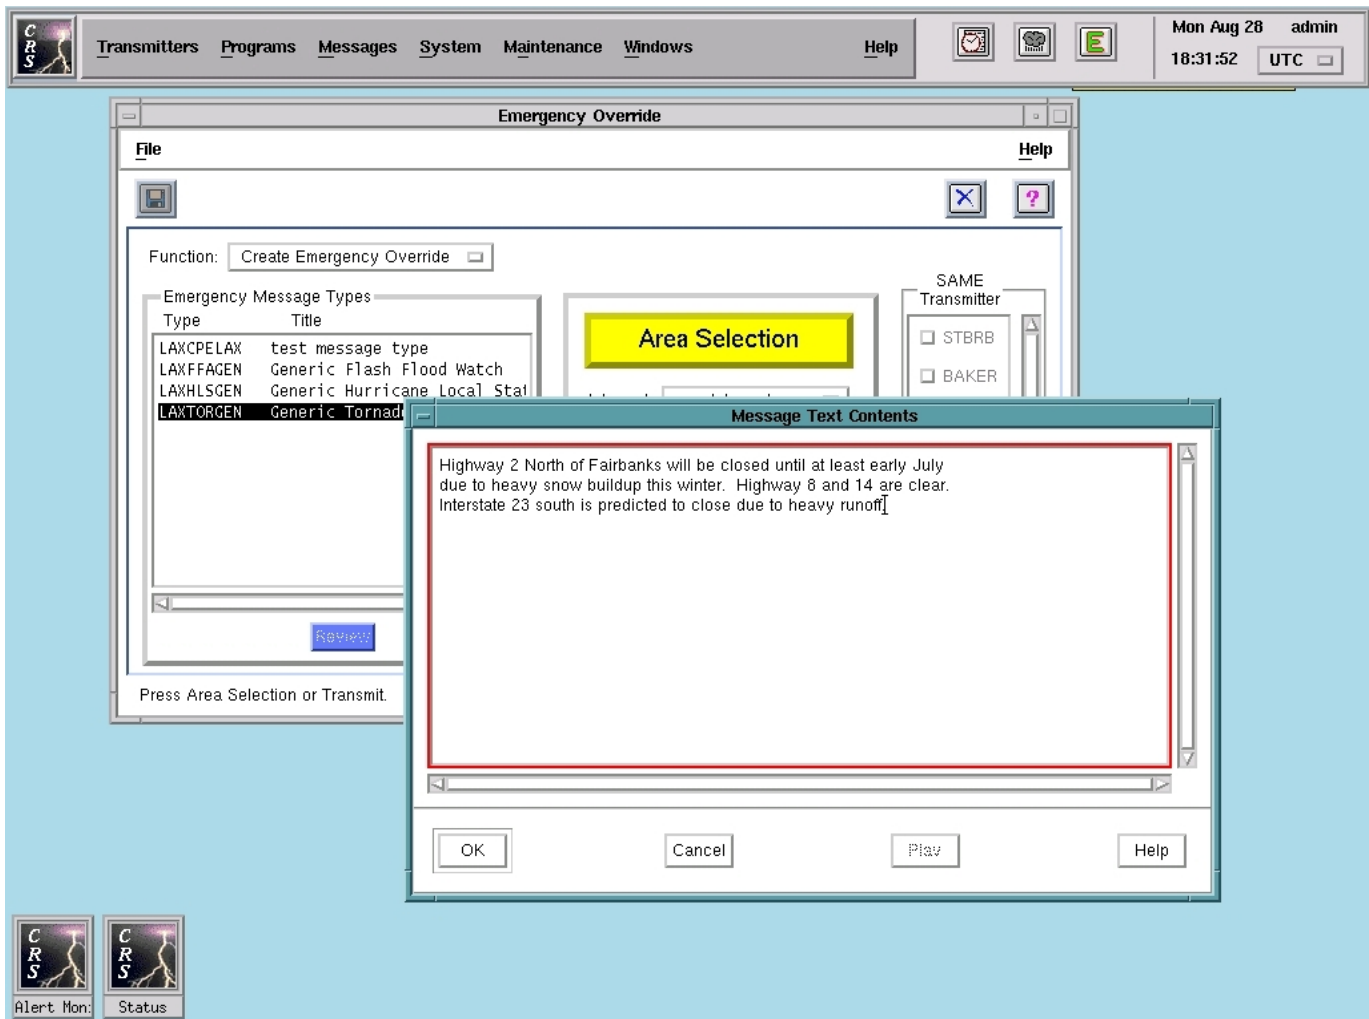 C
R
S
Transmitters Programs Messages System Maintenance Windows Help
E
Mon Aug 28 admin
18:31:52 UTC
Emergency Override
File Help
?
Function: Create Emergency Override
Emergency Message Types
Type Title
LAXCPELAX test message type
LAXFFAGEN Generic Flash Flood Watch
LAXHLSGEN Generic Hurricane Local Stat
LAXTORGEN Generic Tornad
Area Selection
SAME
Transmitter
STBRB
BAKER
Review
Press Area Selection or Transmit.
Message Text Contents
Highway 2 North of Fairbanks will be closed until at least early July
due to heavy snow buildup this winter.  Highway 8 and 14 are clear.
Interstate 23 south is predicted to close due to heavy runoff
OK Cancel Play Help
C
R
S
Alert Mon:
C
R
S
Status